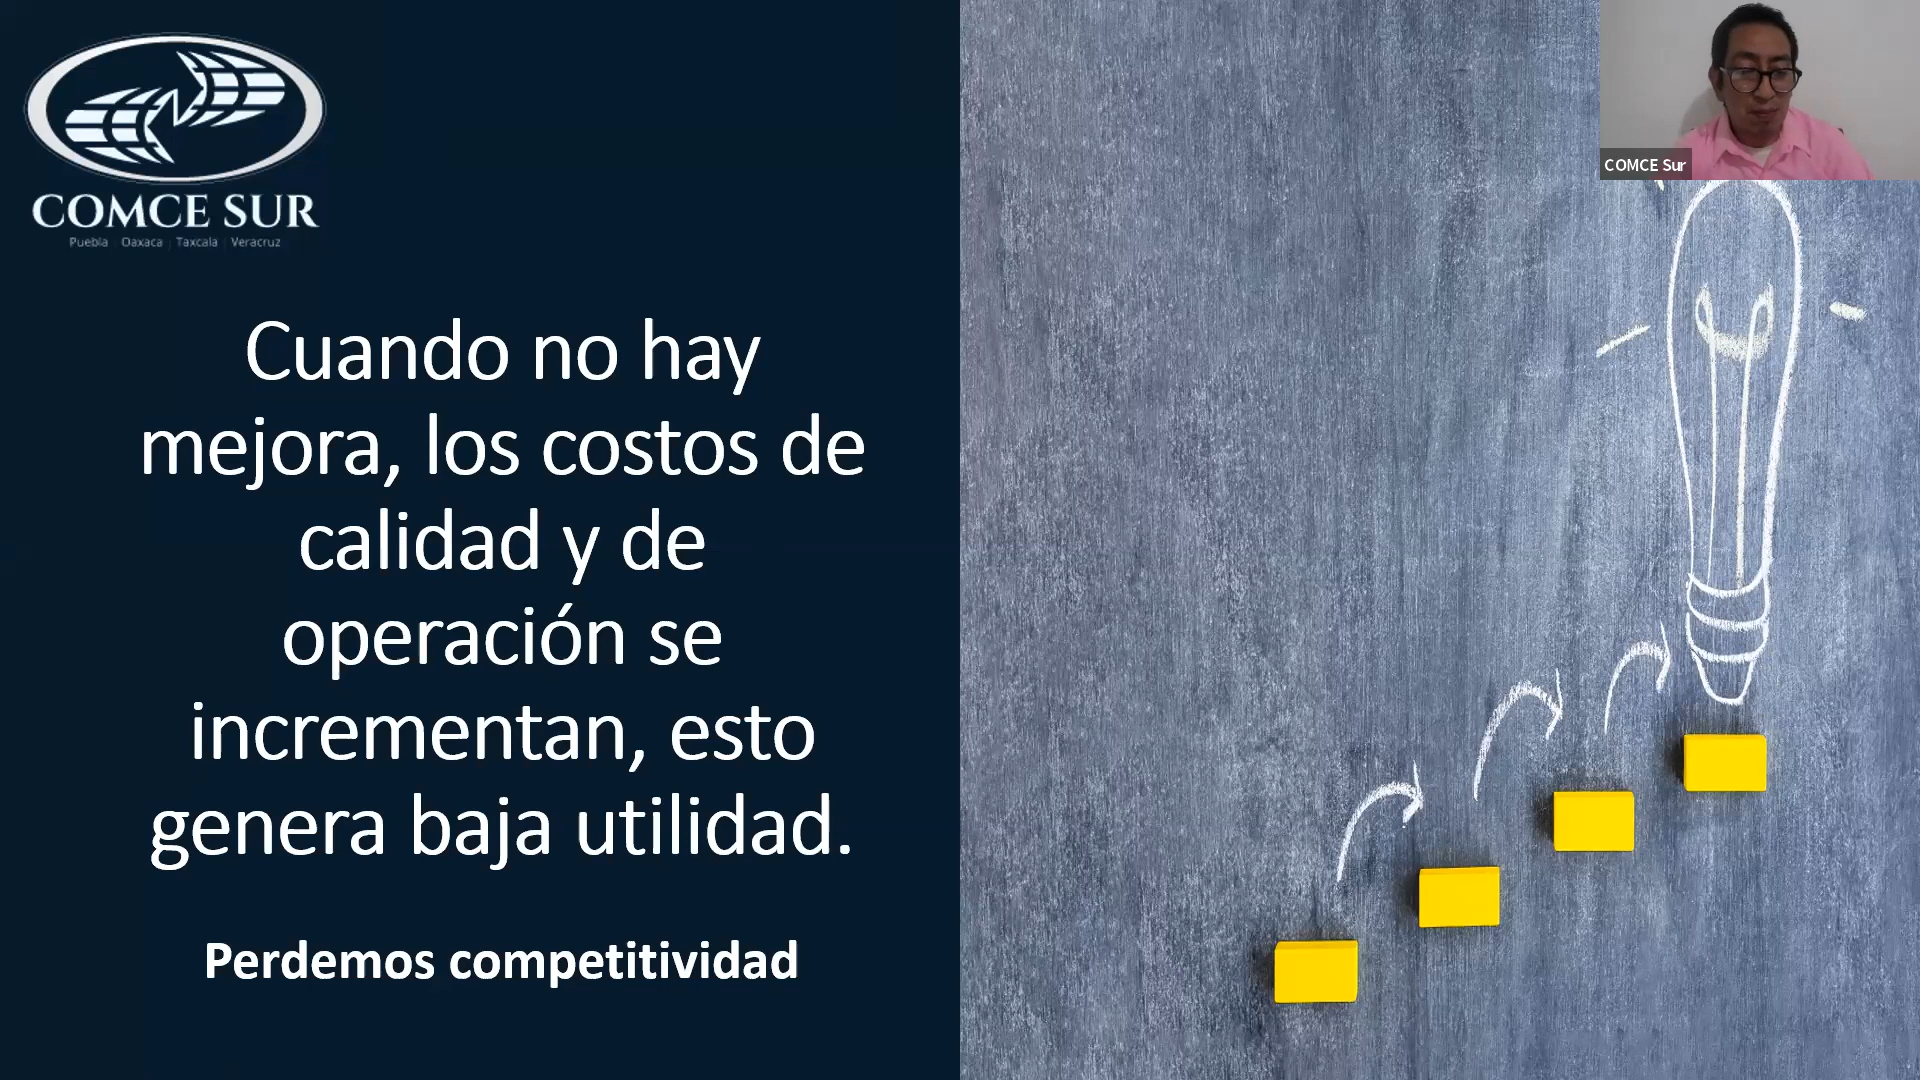 COMCE SUR
Puebla Oaxaca Taxcala Veracruz
COMCE Sur
Cuando no hay
mejora, los costos de
calidad y de
operación se
incrementan, esto
genera baja utilidad.
Perdemos competitividad